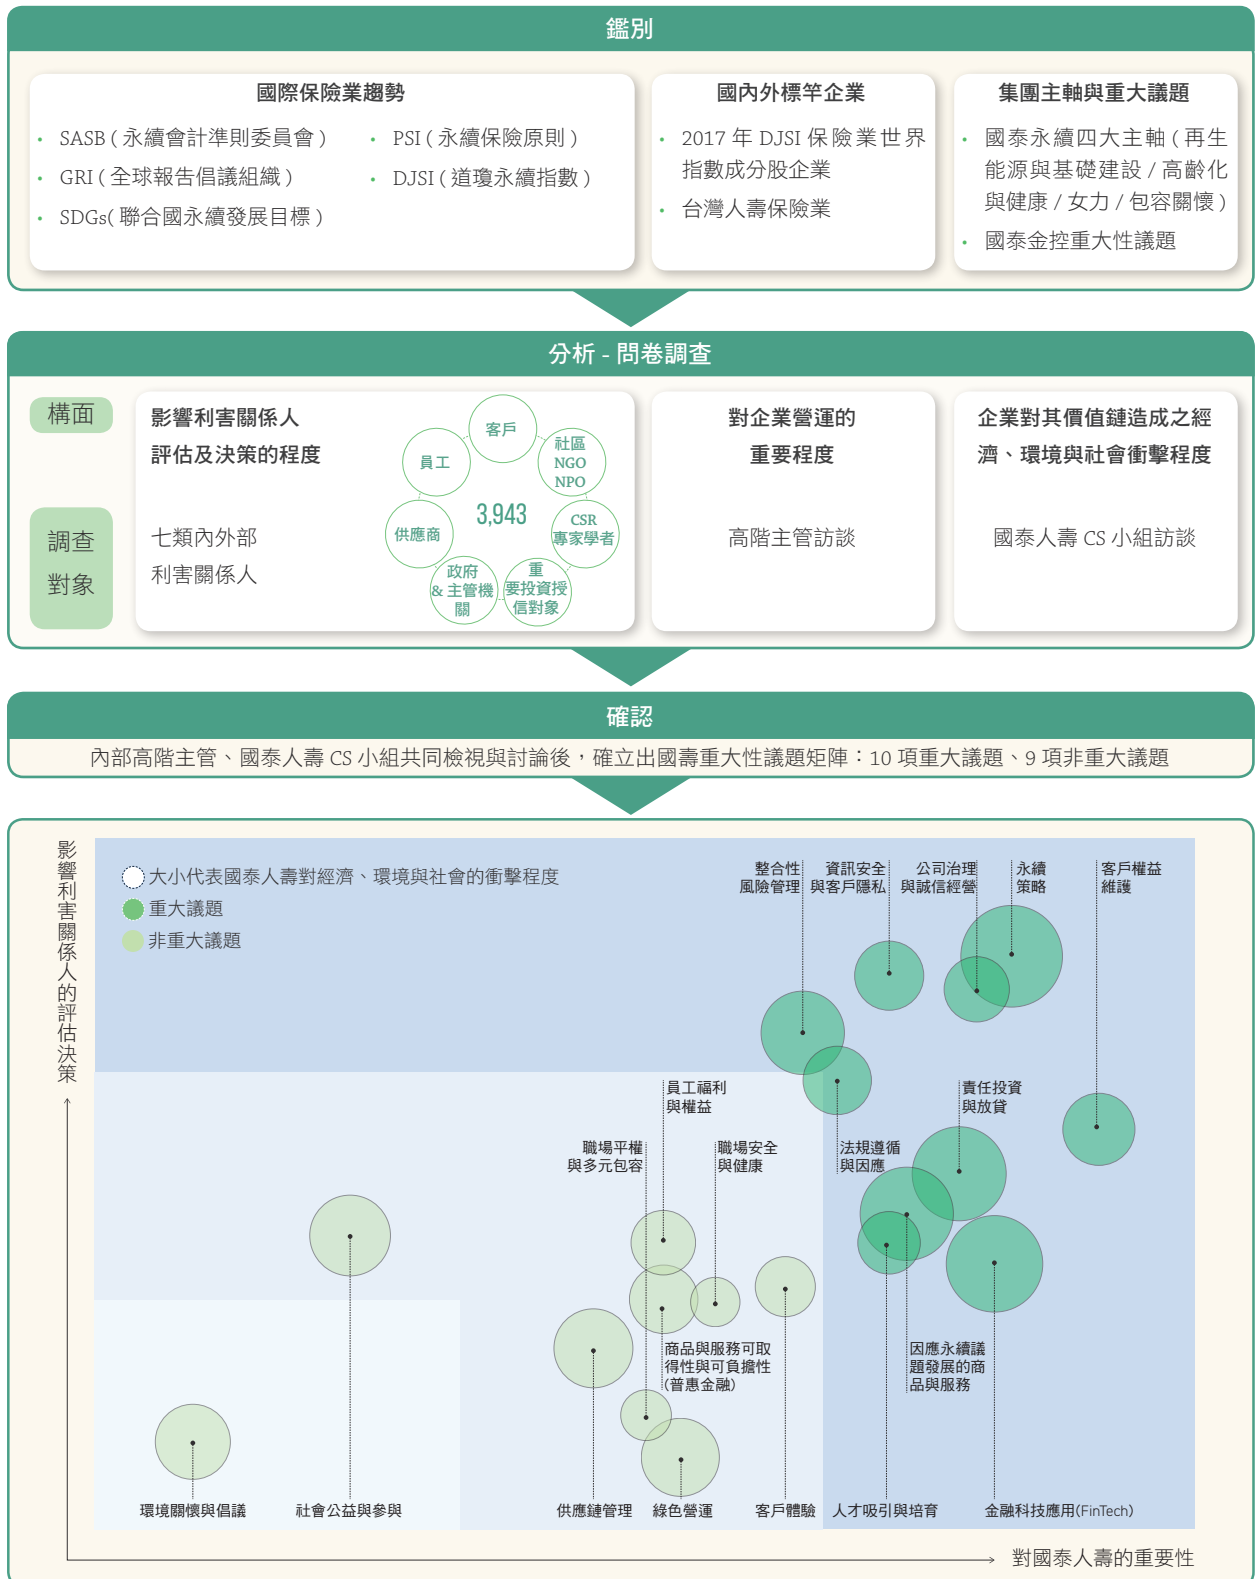 鑑別
國際保險業趨勢
• SASB ( 永續會計準則委員會 )
• GRI ( 全球報告倡議組織 )
• SDGs( 聯合國永續發展目標 )
• PSI ( 永續保險原則 )
• DJSI ( 道瓊永續指數 )
國內外標竿企業
• 2017 年 DJSI 保險業世界
指數成分股企業
• 台灣人壽保險業
集團主軸與重大議題
• 國泰永續四大主軸 ( 再生
能源與基礎建設 / 高齡化
與健康 / 女力 / 包容關懷 )
• 國泰金控重大性議題
分析 - 問卷調查
構面
影響利害關係人
評估及決策的程度
調查
對象
七類內外部
利害關係人
客戶
員工
社區
NGO
NPO
3,943
供應商
CSR
專家學者
政府
& 主管機
關
重
要投資授
信對象
對企業營運的
重要程度
高階主管訪談
企業對其價值鏈造成之經
濟、環境與社會衝擊程度
國泰人壽 CS 小組訪談
確認
內部高階主管、國泰人壽 CS 小組共同檢視與討論後，確立出國壽重大性議題矩陣：10 項重大議題、9 項非重大議題
影響利害關係人的評估決策
大小代表國泰人壽對經濟、環境與社會的衝擊程度
重大議題
非重大議題
整合性
風險管理
資訊安全
與客戶隱私
公司治理
與誠信經營
永續
策略
客戶權益
維護
員工福利
與權益
責任投資
與放貸
職場平權
與多元包容
職場安全
與健康
法規遵循
與因應
商品與服務可取
得性與可負擔性
(普惠金融)
因應永續議
題發展的商
品與服務
環境關懷與倡議
社會公益與參與
供應鏈管理
綠色營運
客戶體驗
人才吸引與培育
金融科技應用(FinTech)
對國泰人壽的重要性